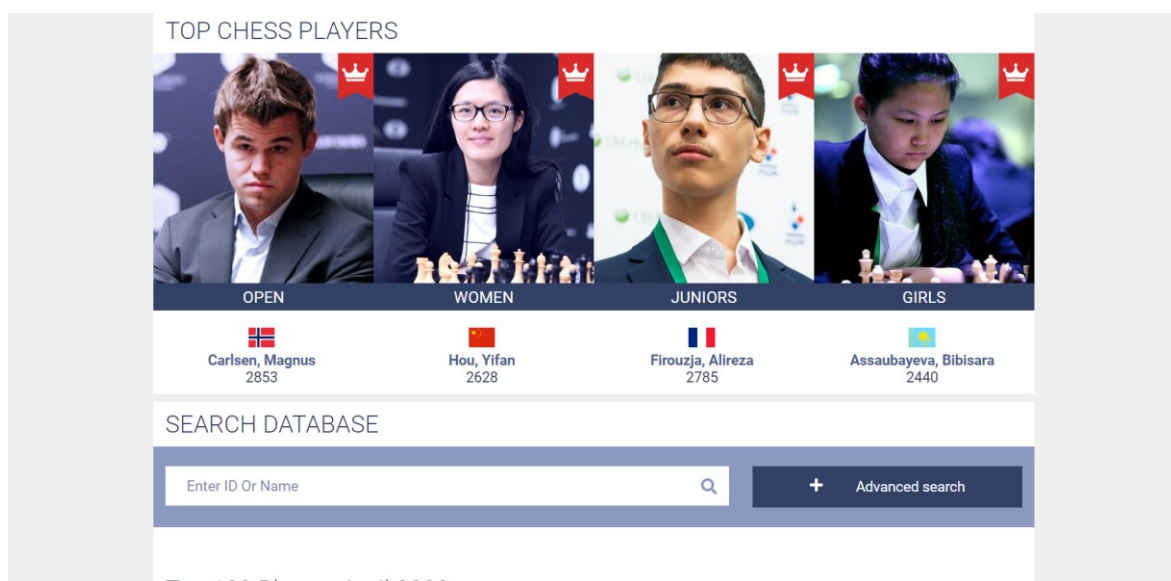 TOP CHESS PLAYERS
OPEN
WOMEN
JUNIORS
GIRLS
Carlsen, Magnus
2853
Hou, Yifan
2628
Firouzja, Alireza
2785
Assaubayeva, Bibisara
2440
SEARCH DATABASE
Enter ID Or Name
Advanced search